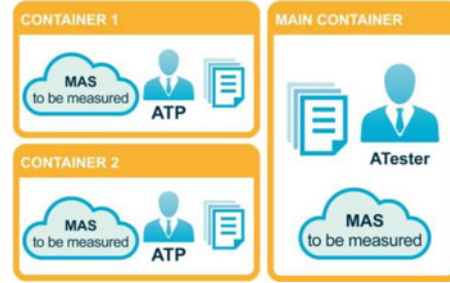 CONTAINER 1
MAS
to be measured
ATP
CONTAINER 2
MAS
to be measured
ATP
MAIN CONTAINER
ATester
MAS
to be measured